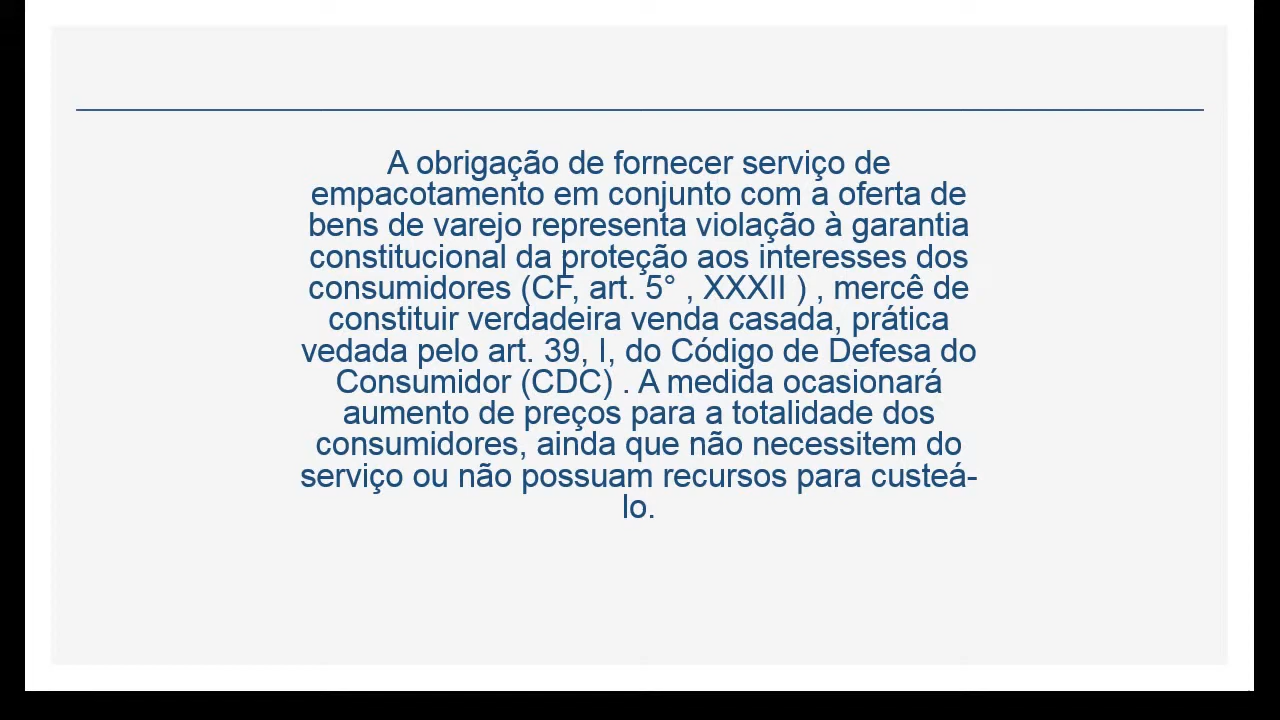 A obrigação de fornecer serviço de
empacotamento em conjunto com a oferta de
bens de varejo representa violação à garantia
constitucional da proteção aos interesses dos
consumidores (CF, art. 5° , XXXII ) , mercê de
constituir verdadeira venda casada, prática
vedada pelo art. 39, I, do Código de Defesa do
Consumidor (CDC) . A medida ocasionará
aumento de preços para a totalidade dos
consumidores, ainda que não necessitem do
serviço ou não possuam recursos para custeá-
lo.